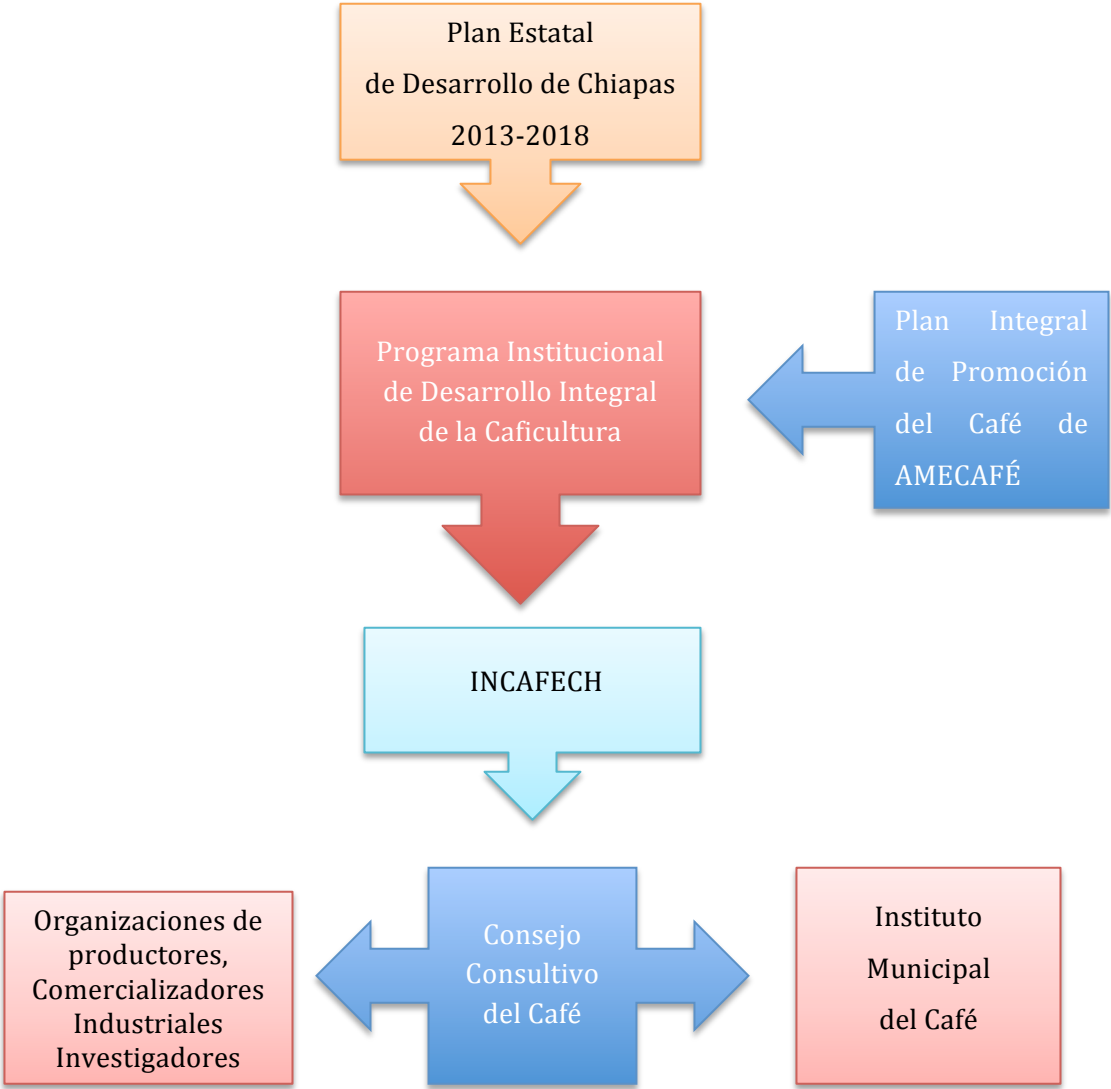 Plan Estatal
de Desarrollo de Chiapas
2013-2018
Programa Institucional
de Desarrollo Integral
de la Caficultura
Plan Integral
de Promoción
del Café de
AMECAFÉ
INCAFECH
Organizaciones de
productores,
Comercializadores
Industriales
Investigadores
Consejo
Consultivo
del Café
Instituto
Municipal
del Café